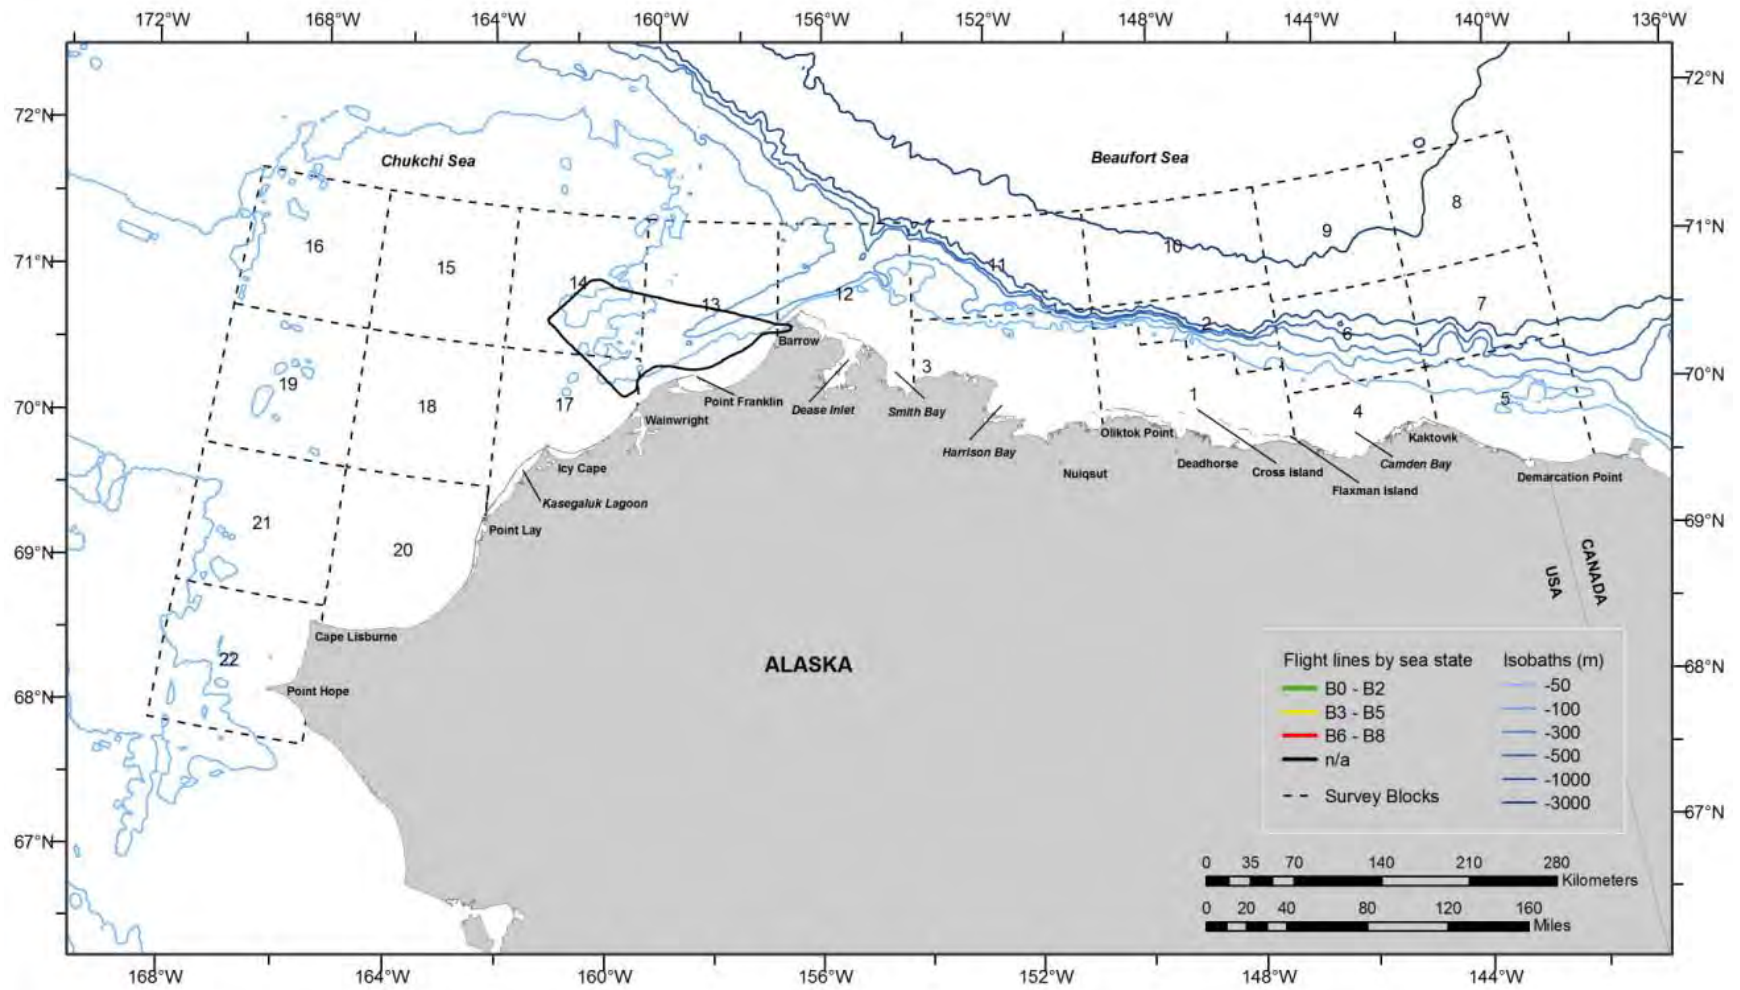 172°W 168°W 164°W 160°W 156°W 152°W 148°W 144°W 140°W 136°W
72°N 72°N
Chukchi Sea Beaufort Sea
8
9
71°N 16 15 10 71°N
14 13 12 11
7
2 6
Barrow
70°N 19 18 17 3 1 4 5 70°N
Point Franklin Dease Inlet Smith Bay
Wainwright
Harrison Bay Oliktok Point Kaktovik
Icy Cape Nuiqsut Deadhorse Cross Island Camden Bay
Flaxman Island Demarcation Point
Kasegaluk Lagoon
69°N 21 20 Point Lay 69°N
USA CANADA
Cape Lisburne
22
68°N Point Hope ALASKA 68°N
Flight lines by sea state Isobaths (m)
B0 - B2 -50
B3 - B5 -100
B6 - B8 -300
n/a -500
Survey Blocks -1000
-3000
67°N 67°N
0 35 70 140 210 280
Kilometers
0 20 40 80 120 160
Miles
168°W 164°W 160°W 156°W 152°W 148°W 144°W